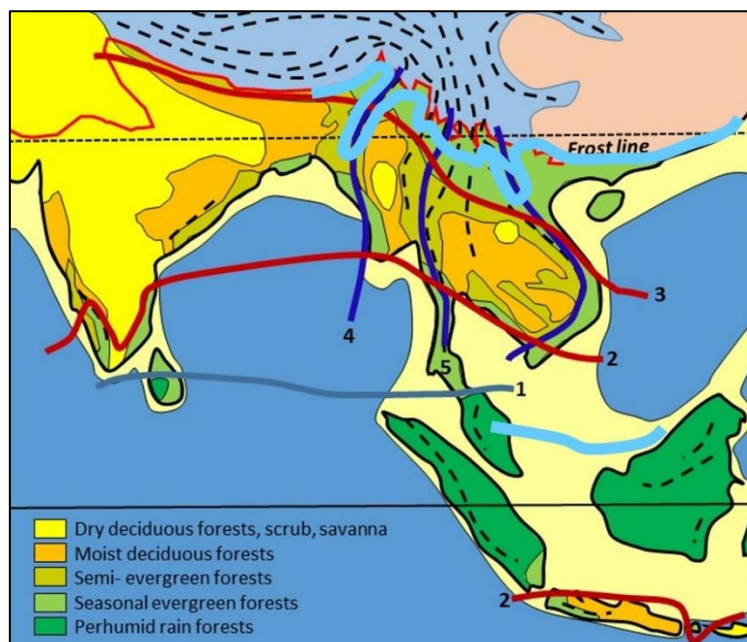 Frost line
3
4
2
5
1
Dry deciduous forests, scrub, savanna
Moist deciduous forests
Semi- evergreen forests
Seasonal evergreen forests
2
Perhumid rain forests